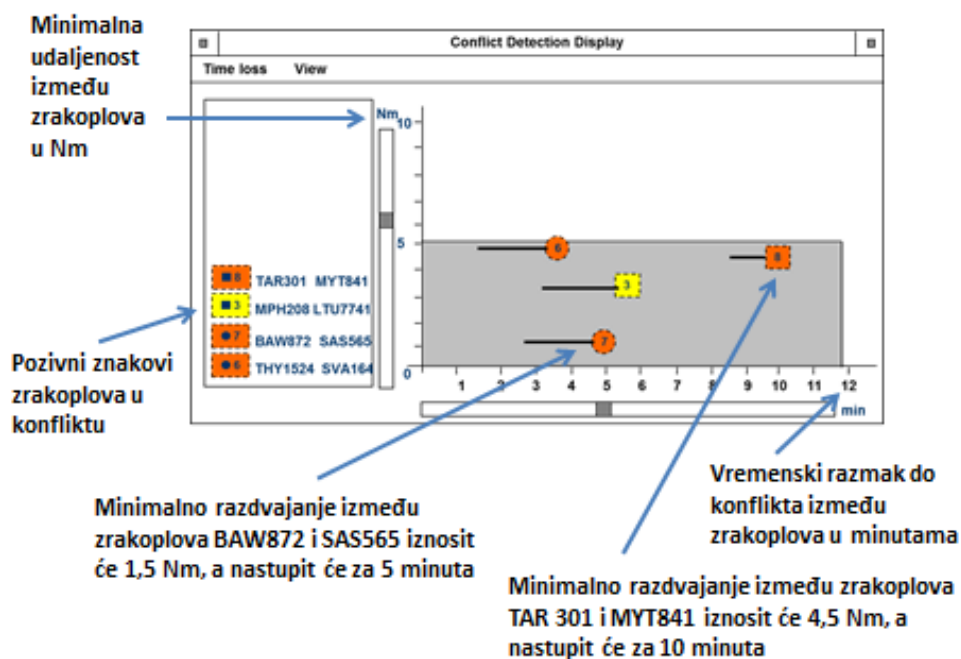 Minimalna
udaljenost
između
zrakoplova
u Nm
Conflict Detection Display
Time loss View
Nm
10
5
0
6
8
3
7
8 TAR301 MYT841
3 MPH208 LTU7741
7 BAW872 SAS565
6 THY1524 SVA164
1 2 3 4 5 6 7 8 9 10 11 12
min
Pozivni znakovi
zrakoplova u
konfliktu
Minimalno razdvajanje između
zrakoplova BAW872 i SAS565 iznosit
će 1,5 Nm, a nastupit će za 5 minuta
Vremenski razmak do
konflikta između
zrakoplova u minutama
Minimalno razdvajanje između zrakoplova
TAR 301 i MYT841 iznosit će 4,5 Nm, a
nastupit će za 10 minuta